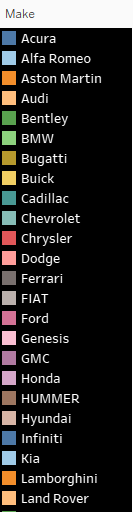 Make
Acura
Alfa Romeo
Aston Martin
Audi
Bentley
BMW
Bugatti
Buick
Cadillac
Chevrolet
Chrysler
Dodge
Ferrari
FIAT
Ford
Genesis
GMC
Honda
HUMMER
Hyundai
Infiniti
Kia
Lamborghini
Land Rover